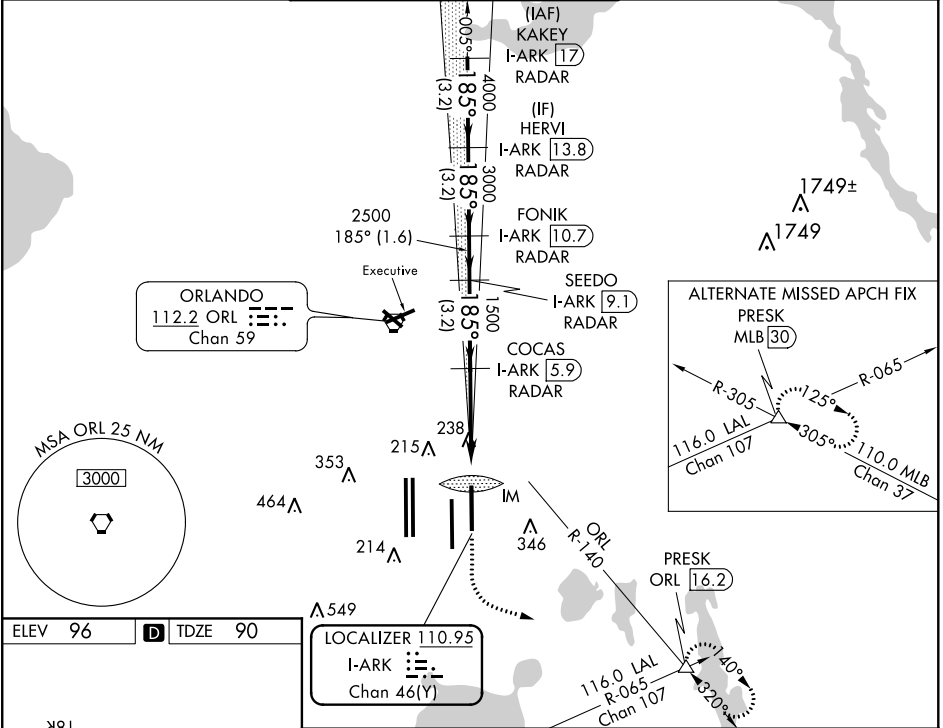 (IAF)
KAKEY
I-ARK 17
RADAR
005°
185°
4000
(3.2)
(IF)
HERVI
I-ARK 13.8
RADAR
185°
3000
(3.2)
1749±
1749
2500
185° (1.6)
FONIK
I-ARK 10.7
RADAR
Executive
SEEDO
I-ARK 9.1
RADAR
ORLANDO
112.2 ORL
Chan 59
185°
1500
(3.2)
COCAS
I-ARK 5.9
RADAR
ALTERNATE MISSED APCH FIX
PRESK
MLB 30
R-305
R-065
125°
305°
116.0 LAL
Chan 107
110.0 MLB
Chan 37
MSA ORL 25 NM
3000
238
215
353
464
214
IM
346
549
ORL
R-140
PRESK
ORL 16.2
116.0 LAL
R-065
Chan 107
140°
320°
ELEV 96 D TDZE 90
LOCALIZER 110.95
I-ARK
Chan 46(Y)
18R